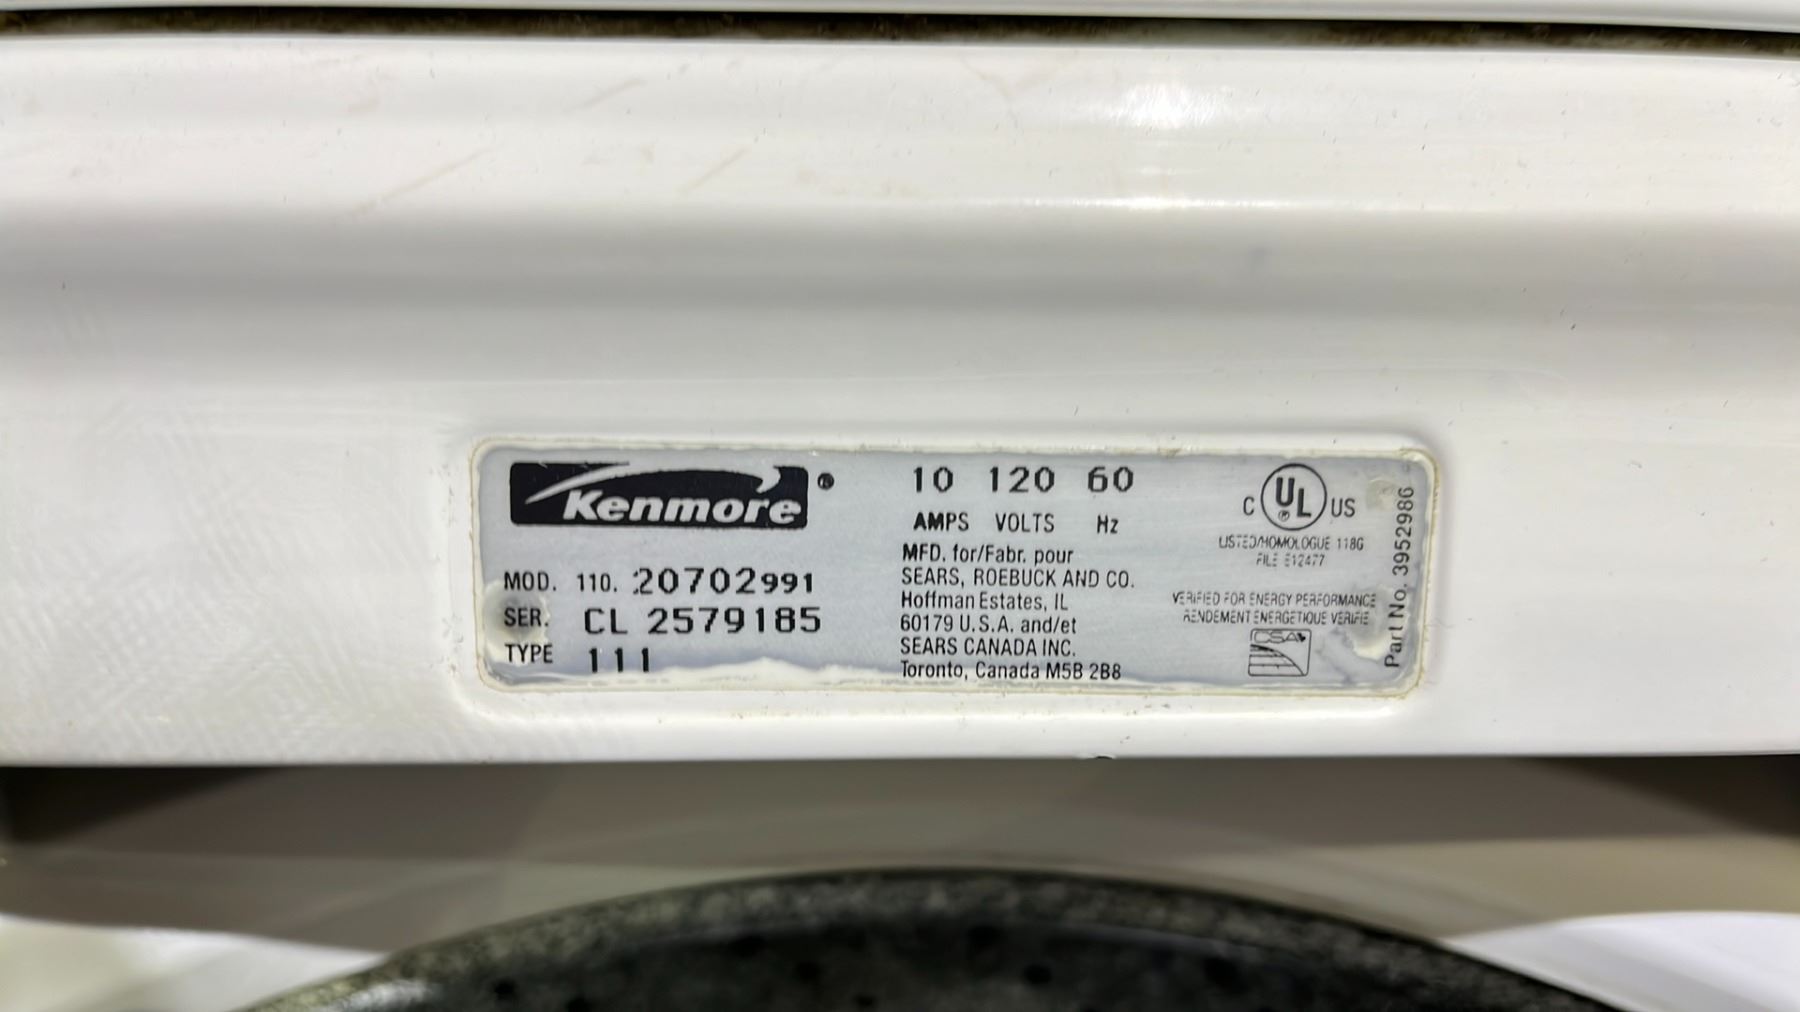 Kenmore®
MOD. 110. 20702991
SER. CL 2579185
TYPE 111
10 120 60
AMPS VOLTS Hz
MFD. for/Fabr. pour
SEARS, ROEBUCK AND CO.
Hoffman Estates, IL
60179 U.S.A. and/et
SEARS CANADA INC.
Toronto, Canada M5B 2B8
C UL® US
LISTED/HOMOLOGUE 118G
FILE E12477
VERIFIED FOR ENERGY PERFORMANCE
RENDEMENT ENERGETIQUE VERIFIE
CSA
Part No. 3952986